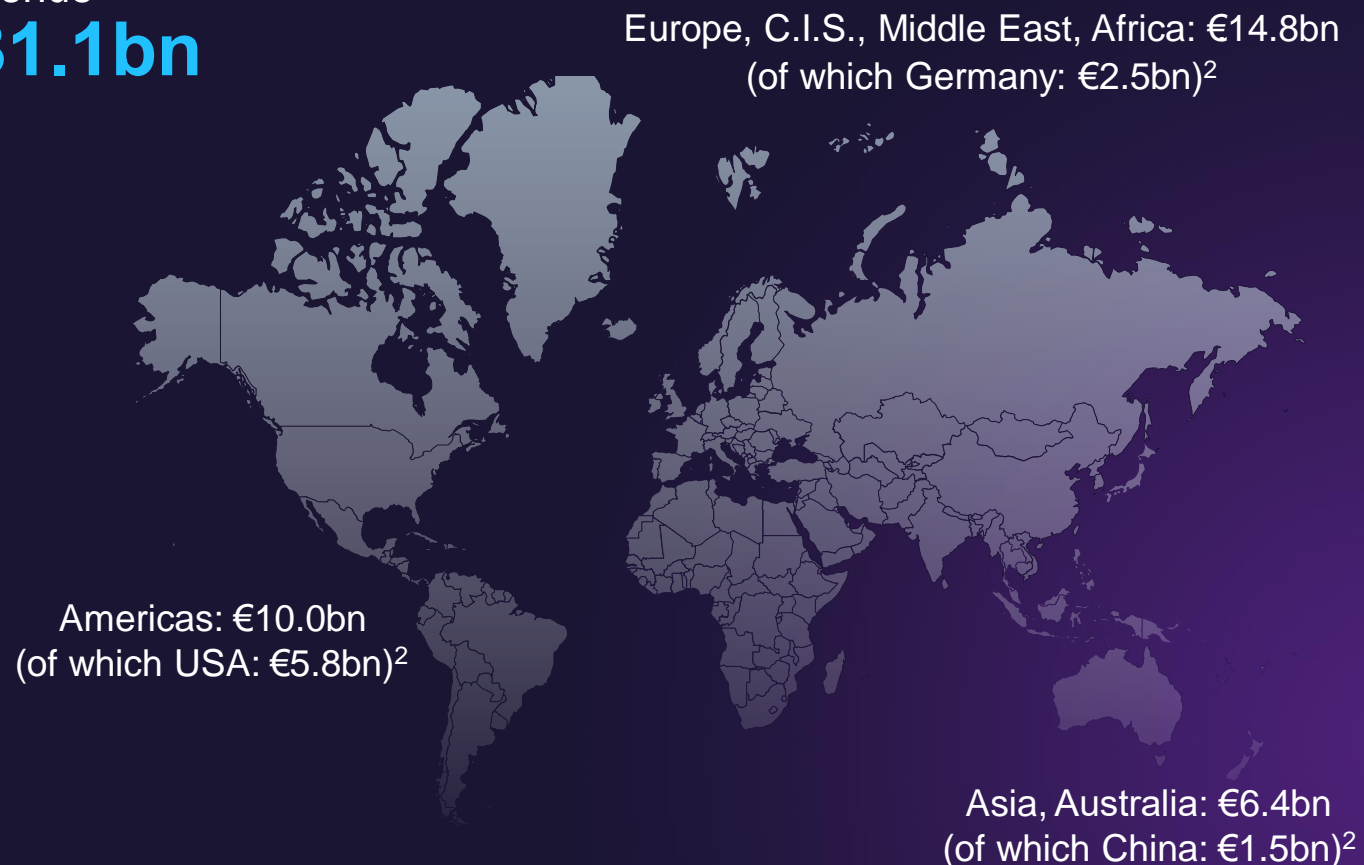 31.1bn
Europe, C.I.S., Middle East, Africa: €14.8bn
(of which Germany: €2.5bn)²
Americas: €10.0bn
(of which USA: €5.8bn)²
Asia, Australia: €6.4bn
(of which China: €1.5bn)²